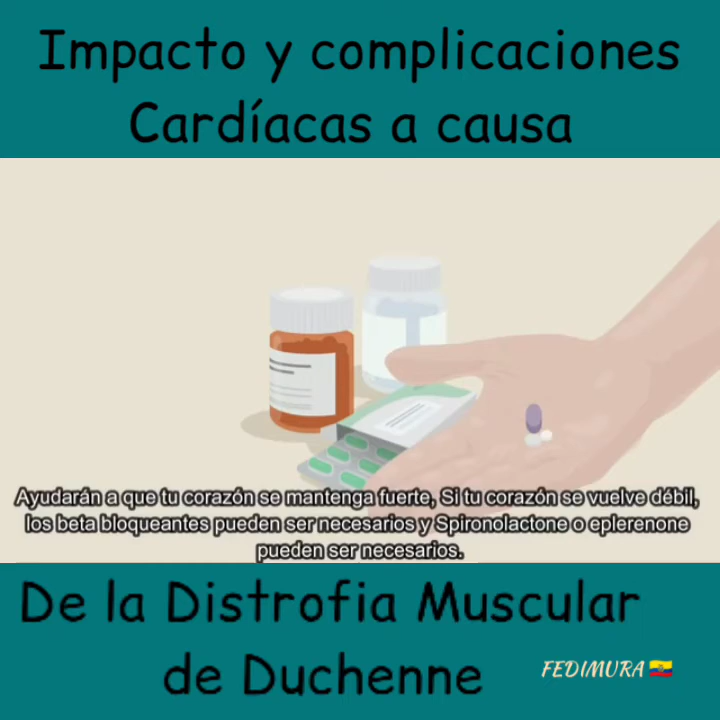 Impacto y complicaciones
Cardíacas a causa
Ayudarán a que tu corazón se mantenga fuerte, Si tu corazón se vuelve débil,
los beta bloqueantes pueden ser necesarios y Spironolactone o eplerenone
pueden ser necesarios.
De la Distrofia Muscular
de Duchenne
FEDIMURA